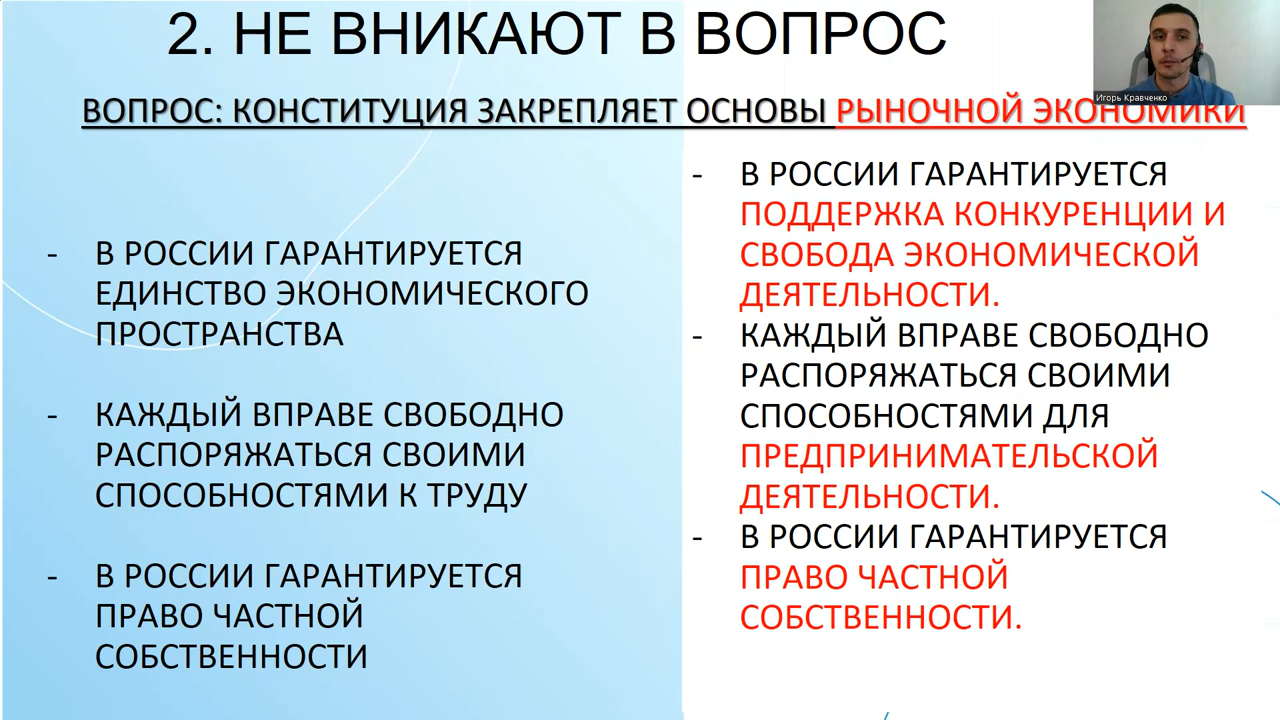 2. НЕ ВНИКАЮТ В ВОПРОС
Игорь Кравченко
ВОПРОС: КОНСТИТУЦИЯ ЗАКРЕПЛЯЕТ ОСНОВЫ РЫНОЧНОЙ ЭКОНОМИКИ
- В РОССИИ ГАРАНТИРУЕТСЯ
ЕДИНСТВО ЭКОНОМИЧЕСКОГО
ПРОСТРАНСТВА
- КАЖДЫЙ ВПРАВЕ СВОБОДНО
РАСПОРЯЖАТЬСЯ СВОИМИ
СПОСОБНОСТЯМИ К ТРУДУ
- В РОССИИ ГАРАНТИРУЕТСЯ
ПРАВО ЧАСТНОЙ
СОБСТВЕННОСТИ
- В РОССИИ ГАРАНТИРУЕТСЯ
ПОДДЕРЖКА КОНКУРЕНЦИИ И
СВОБОДА ЭКОНОМИЧЕСКОЙ
ДЕЯТЕЛЬНОСТИ.
- КАЖДЫЙ ВПРАВЕ СВОБОДНО
РАСПОРЯЖАТЬСЯ СВОИМИ
СПОСОБНОСТЯМИ ДЛЯ
ПРЕДПРИНИМАТЕЛЬСКОЙ
ДЕЯТЕЛЬНОСТИ.
- В РОССИИ ГАРАНТИРУЕТСЯ
ПРАВО ЧАСТНОЙ
СОБСТВЕННОСТИ.